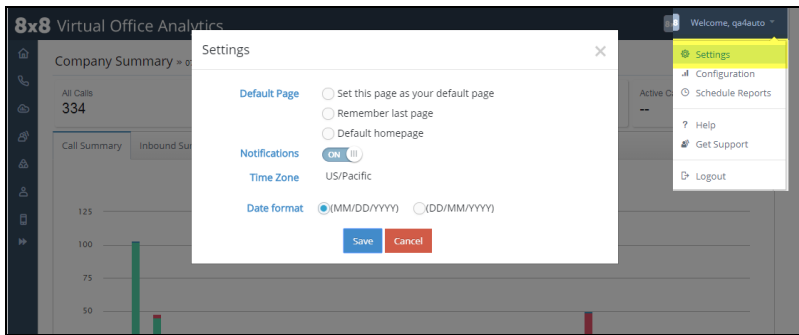 8x8 Virtual Office Analytics
Welcome, qa4auto
Settings
Configuration
Schedule Reports
Help
Get Support
Logout
Company Summary »
All Calls
334
Active
--
Call Summary
Inbound
Settings
Default Page
Set this page as your default page
Remember last page
Default homepage
Notifications
ON
Time Zone
US/Pacific
Date format
(MM/DD/YYYY)
(DD/MM/YYYY)
Save
Cancel
125
100
75
50